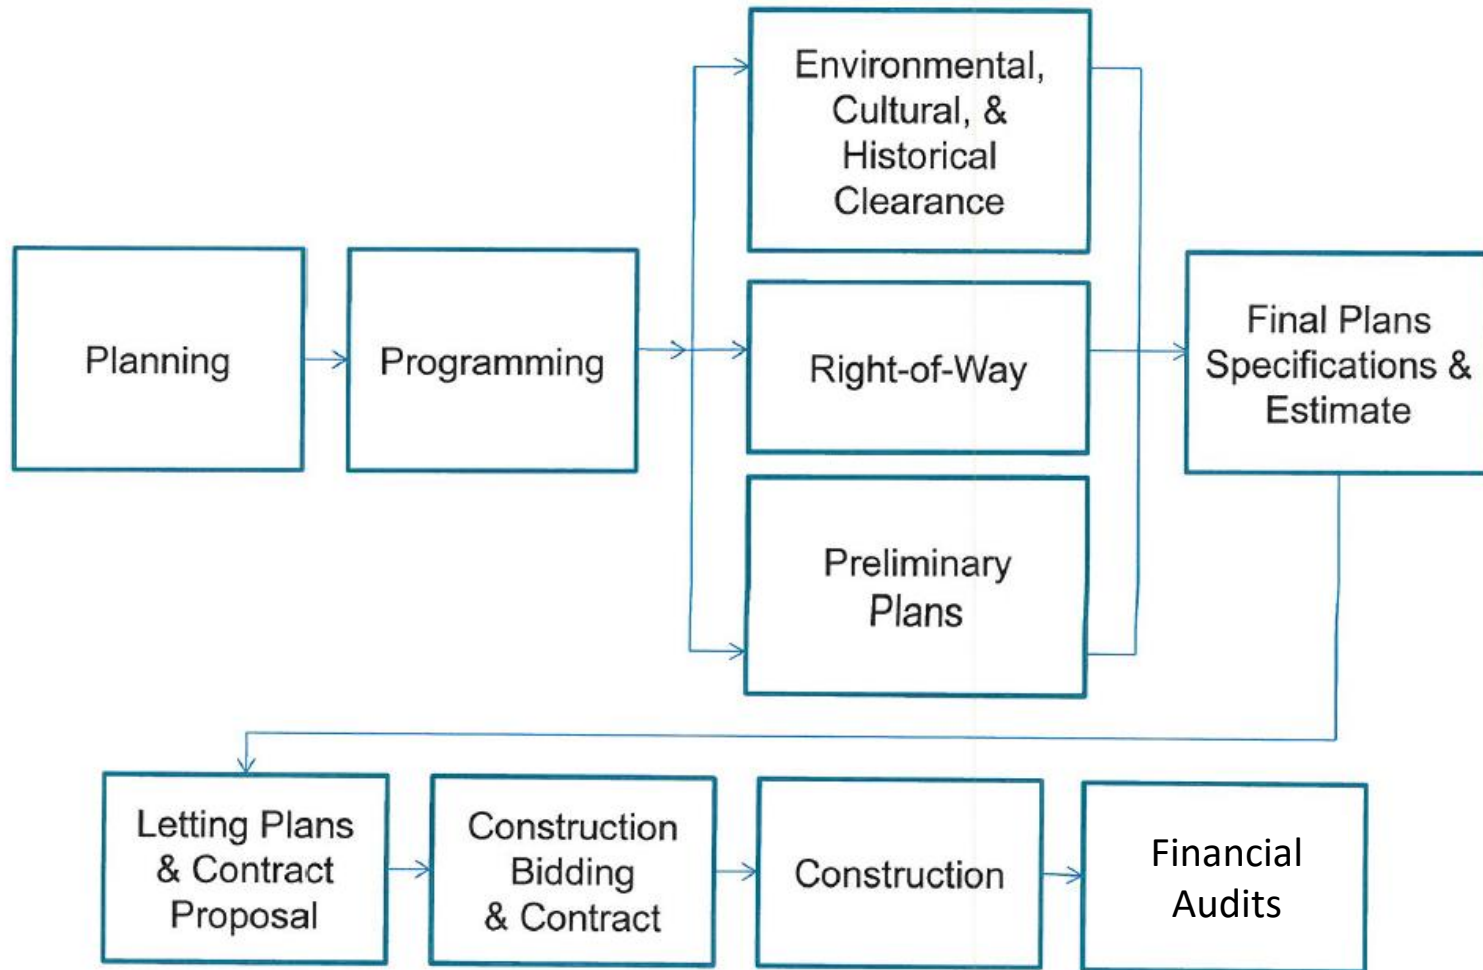 Planning
Programming
Environmental,
Cultural, &
Historical
Clearance
Right-of-Way
Preliminary
Plans
Final Plans
Specifications &
Estimate
Letting Plans
& Contract
Proposal
Construction
Bidding
& Contract
Construction
Financial
Audits